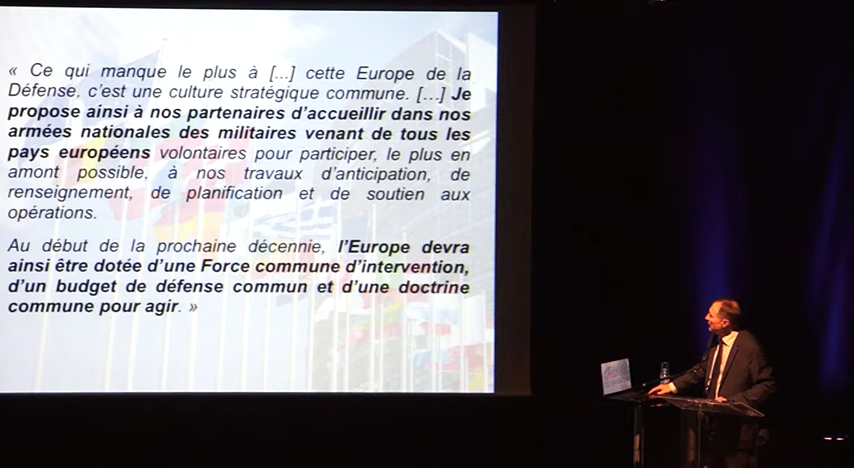 « Ce qui manque le plus à [...] cette Europe de la
Défense, c’est une culture stratégique commune. [...] Je
propose ainsi à nos partenaires d’accueillir dans nos
armées nationales des militaires venant de tous les
pays européens volontaires pour participer, le plus en
amont possible, à nos travaux d’anticipation, de
renseignement, de planification et de soutien aux
opérations.
Au début de la prochaine décennie, l’Europe devra
ainsi être dotée d’une Force commune d’intervention,
d’un budget de défense commun et d’une doctrine
commune pour agir. »